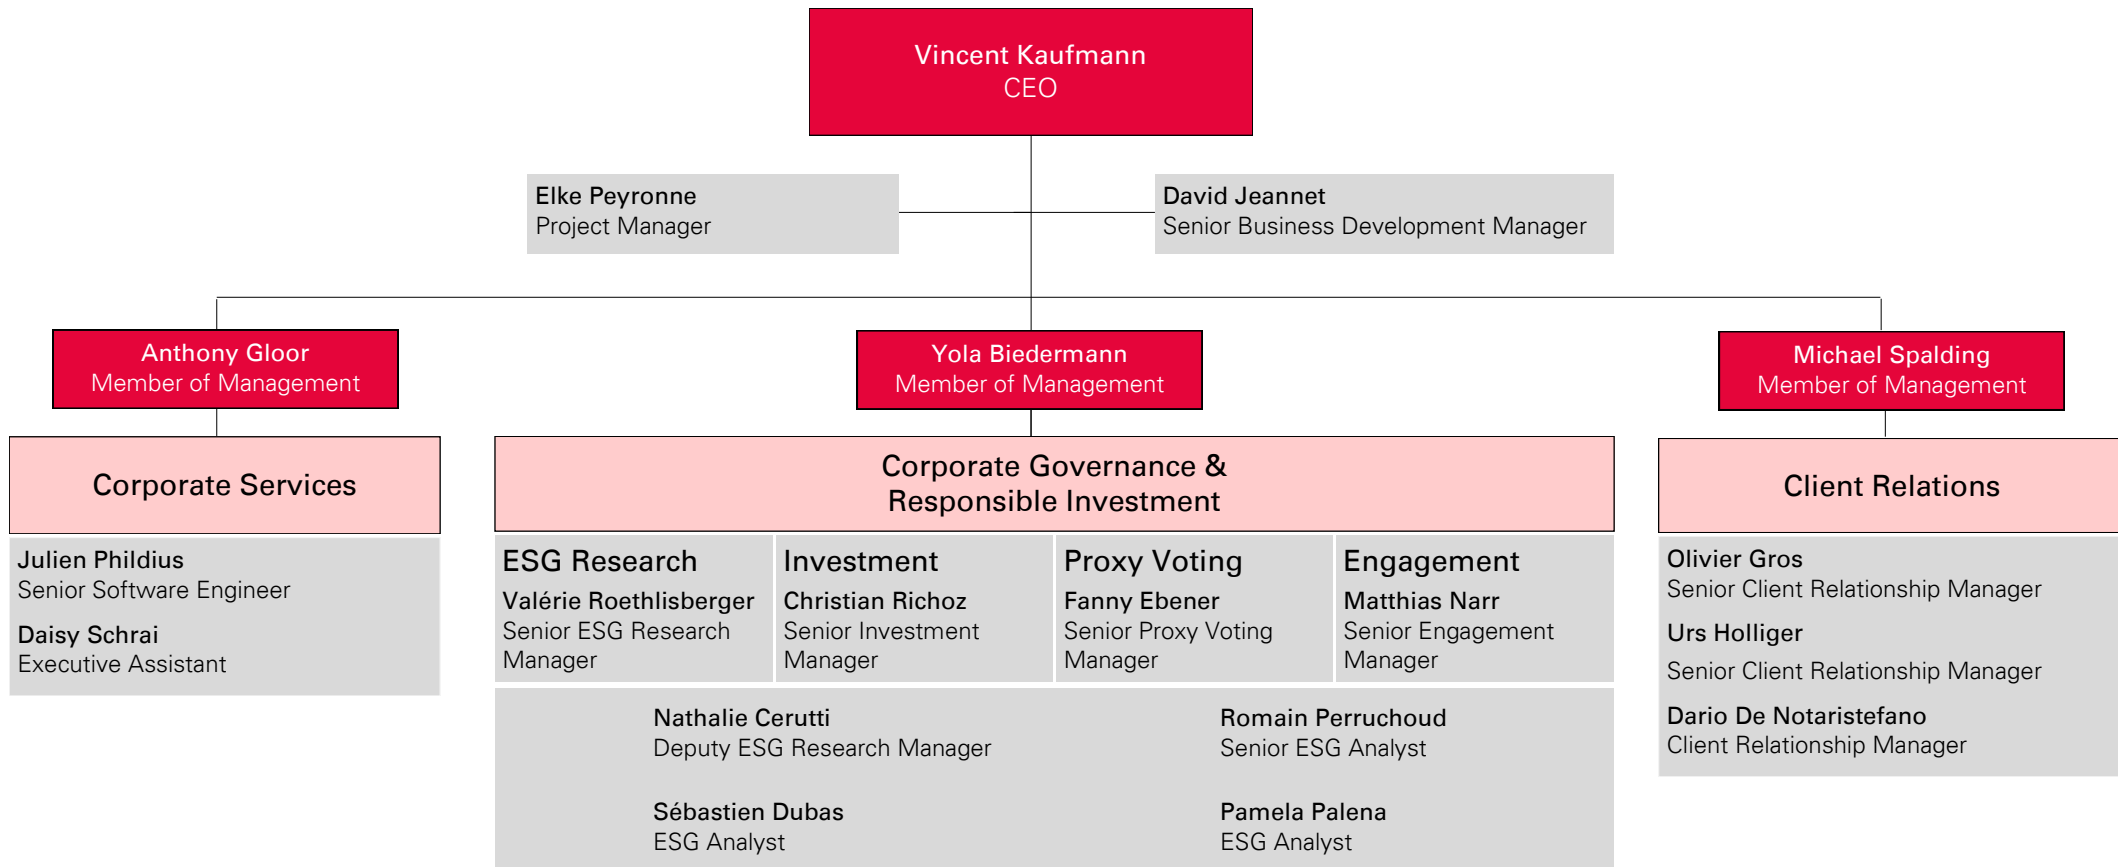 Vincent Kaufmann
CEO
Elke Peyronne
Project Manager
David Jeannet
Senior Business Development Manager
Anthony Gloor
Member of Management
Yola Biedermann
Member of Management
Michael Spalding
Member of Management
Corporate Services
Julien Phildius
Senior Software Engineer
Daisy Schrai
Executive Assistant
Corporate Governance &
Responsible Investment
ESG Research
Valérie Roethlisberger
Senior ESG Research
Manager
Investment
Christian Richoz
Senior Investment
Manager
Proxy Voting
Fanny Ebener
Senior Proxy Voting
Manager
Engagement
Matthias Narr
Senior Engagement
Manager
Nathalie Cerutti
Deputy ESG Research Manager
Romain Perruchoud
Senior ESG Analyst
Sébastien Dubas
ESG Analyst
Pamela Palena
ESG Analyst
Client Relations
Olivier Gros
Senior Client Relationship Manager
Urs Holliger
Senior Client Relationship Manager
Dario De Notaristefano
Client Relationship Manager